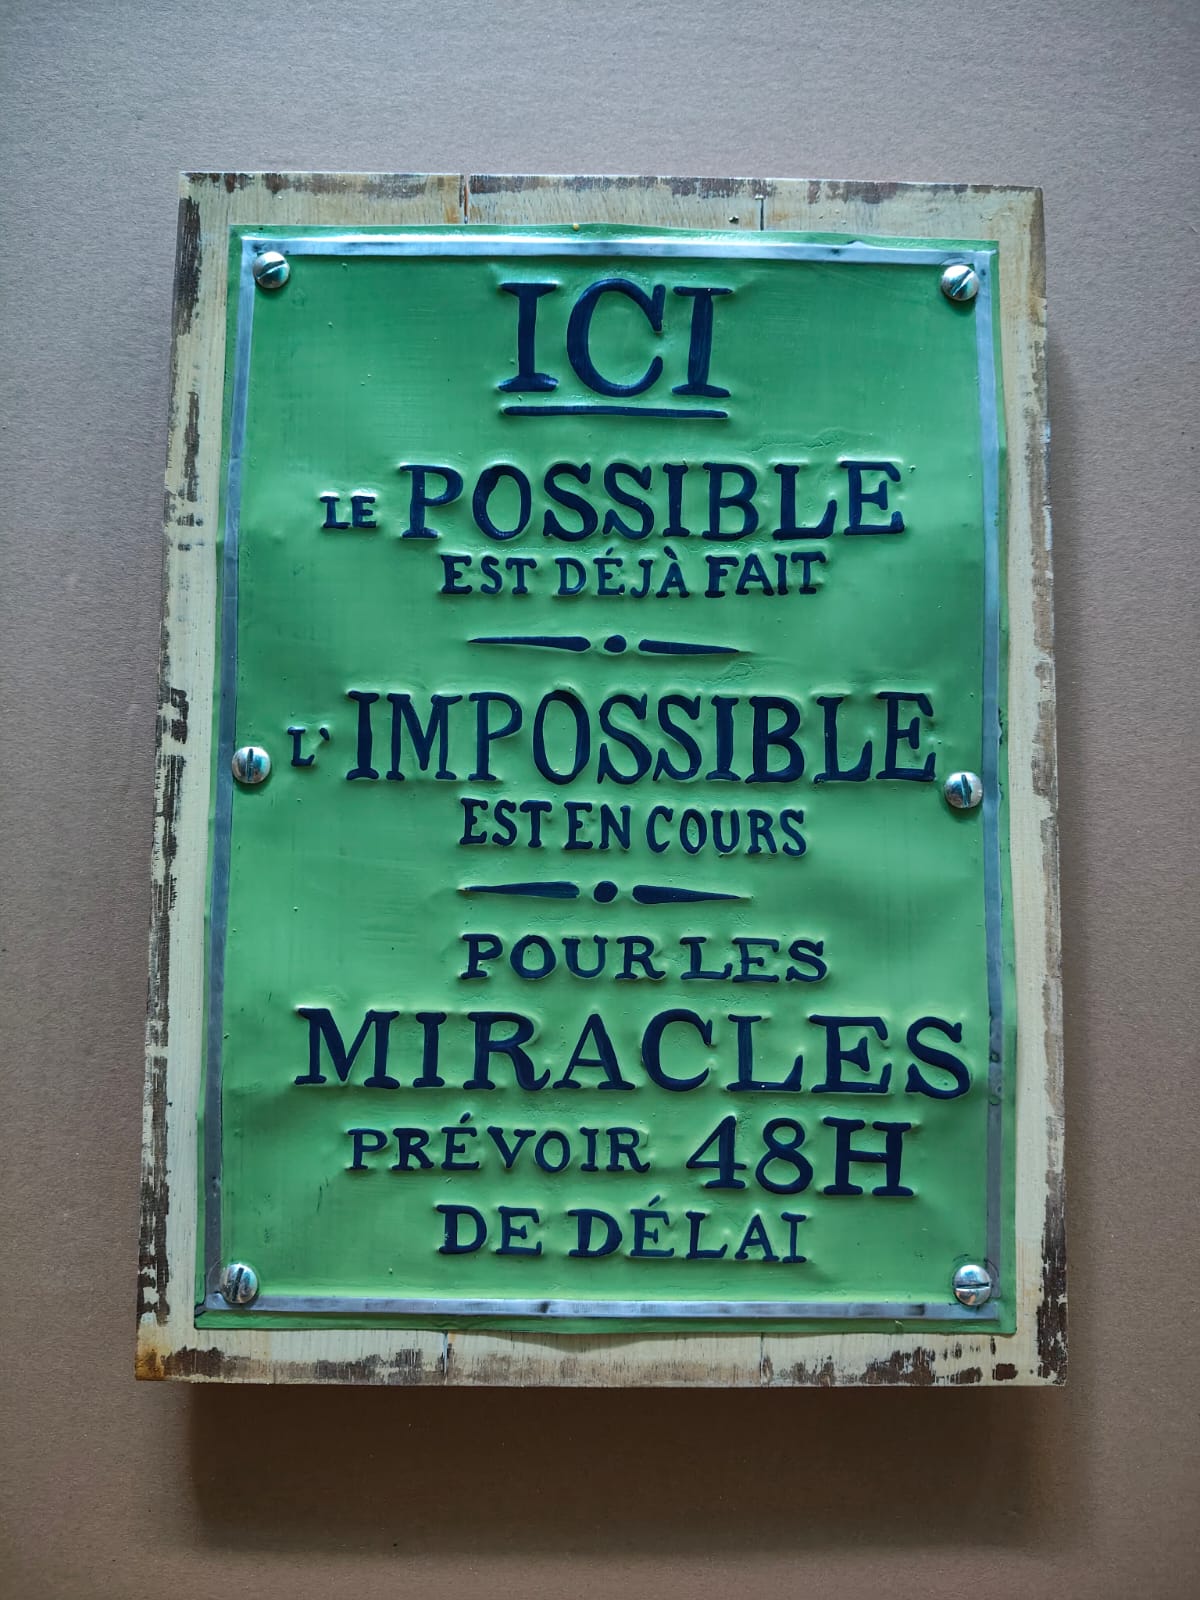 ICI
LE POSSIBLE
EST DÉJÀ FAIT
L'IMPOSSIBLE
EST EN COURS
POUR LES
MIRACLES
PRÉVOIR 48H
DE DÉLAI